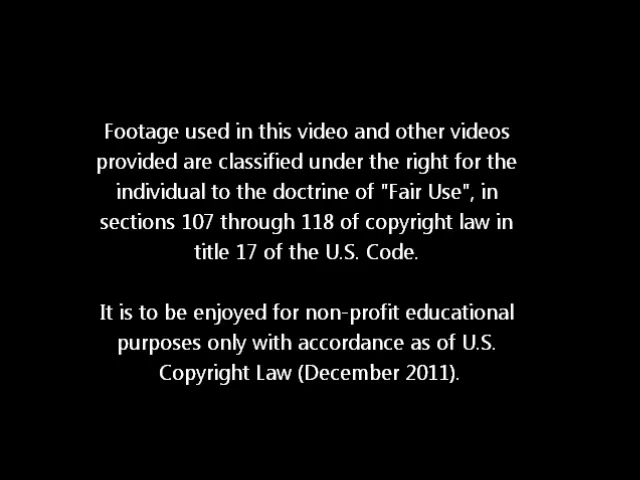 Footage used in this video and other videos
provided are classified under the right for the
individual to the doctrine of "Fair Use", in
sections 107 through 118 of copyright law in
title 17 of the U.S. Code.
It is to be enjoyed for non-profit educational
purposes only with accordance as of U.S.
Copyright Law (December 2011).